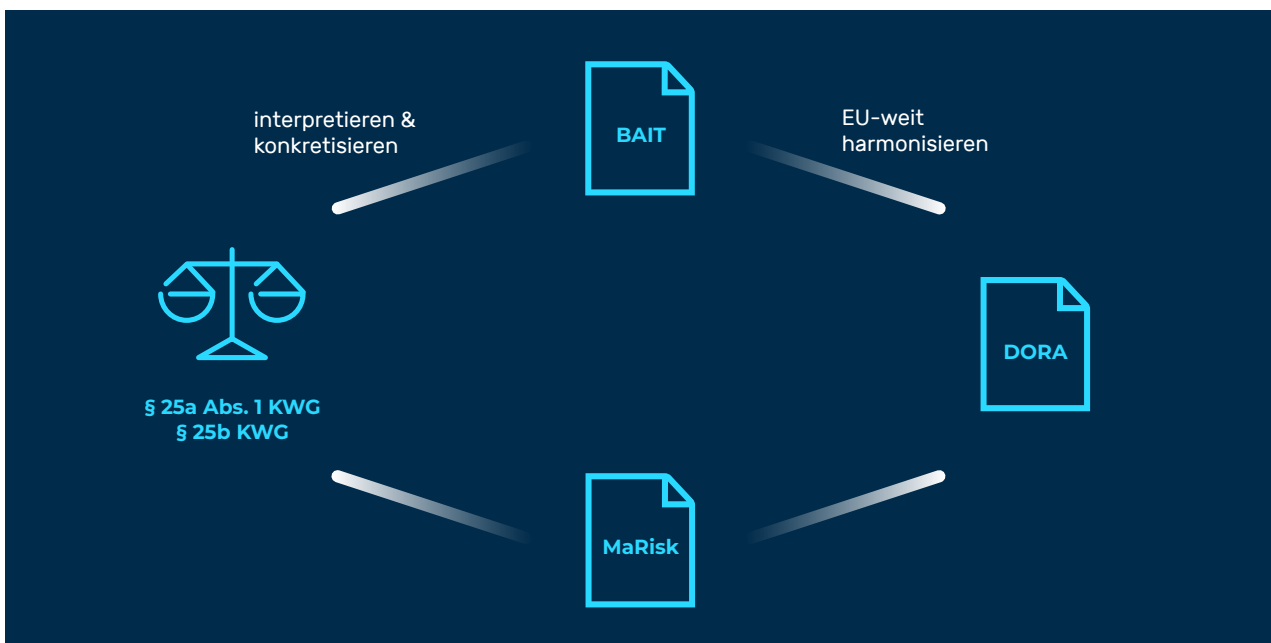 interpretieren &
konkretisieren
BAIT
EU-weit
harmonisieren
§ 25a Abs. 1 KWG
§ 25b KWG
DORA
MaRisk